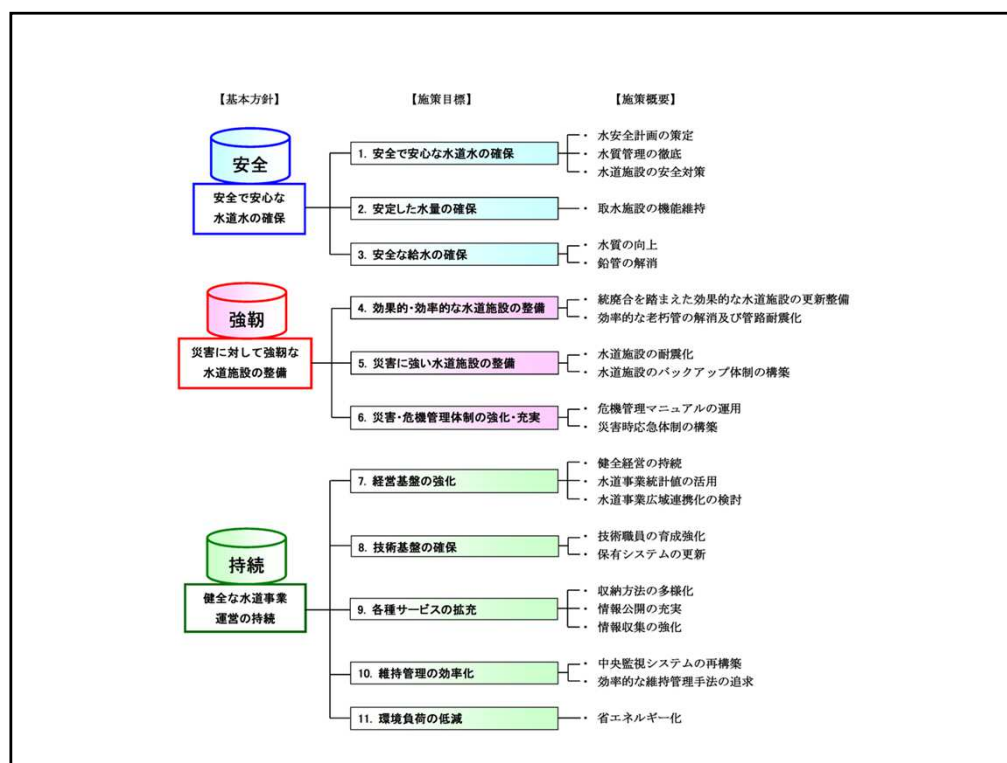 【基本方針】
【施策目標】
【施策概要】
安全
安全で安心な
水道水の確保
1. 安全で安心な水道水の確保
・ 水安全計画の策定
・ 水質管理の徹底
・ 水道施設の安全対策
2. 安定した水量の確保
・ 取水施設の機能維持
3. 安全な給水の確保
・ 水質の向上
・ 鉛管の解消
強靭
災害に対して強靭な
水道施設の整備
4. 効果的・効率的な水道施設の整備
・ 統廃合を踏まえた効果的な水道施設の更新整備
・ 効率的な老朽管の解消及び管路耐震化
5. 災害に強い水道施設の整備
・ 水道施設の耐震化
・ 水道施設のバックアップ体制の構築
6. 災害・危機管理体制の強化・充実
・ 危機管理マニュアルの運用
・ 災害時応急体制の構築
持続
健全な水道事業
運営の持続
7. 経営基盤の強化
・ 健全経営の持続
・ 水道事業統計値の活用
・ 水道事業広域連携化の検討
8. 技術基盤の確保
・ 技術職員の育成強化
・ 保有システムの更新
9. 各種サービスの拡充
・ 収納方法の多様化
・ 情報公開の充実
・ 情報収集の強化
10. 維持管理の効率化
・ 中央監視システムの再構築
・ 効率的な維持管理手法の追求
11. 環境負荷の低減
・ 省エネルギー化